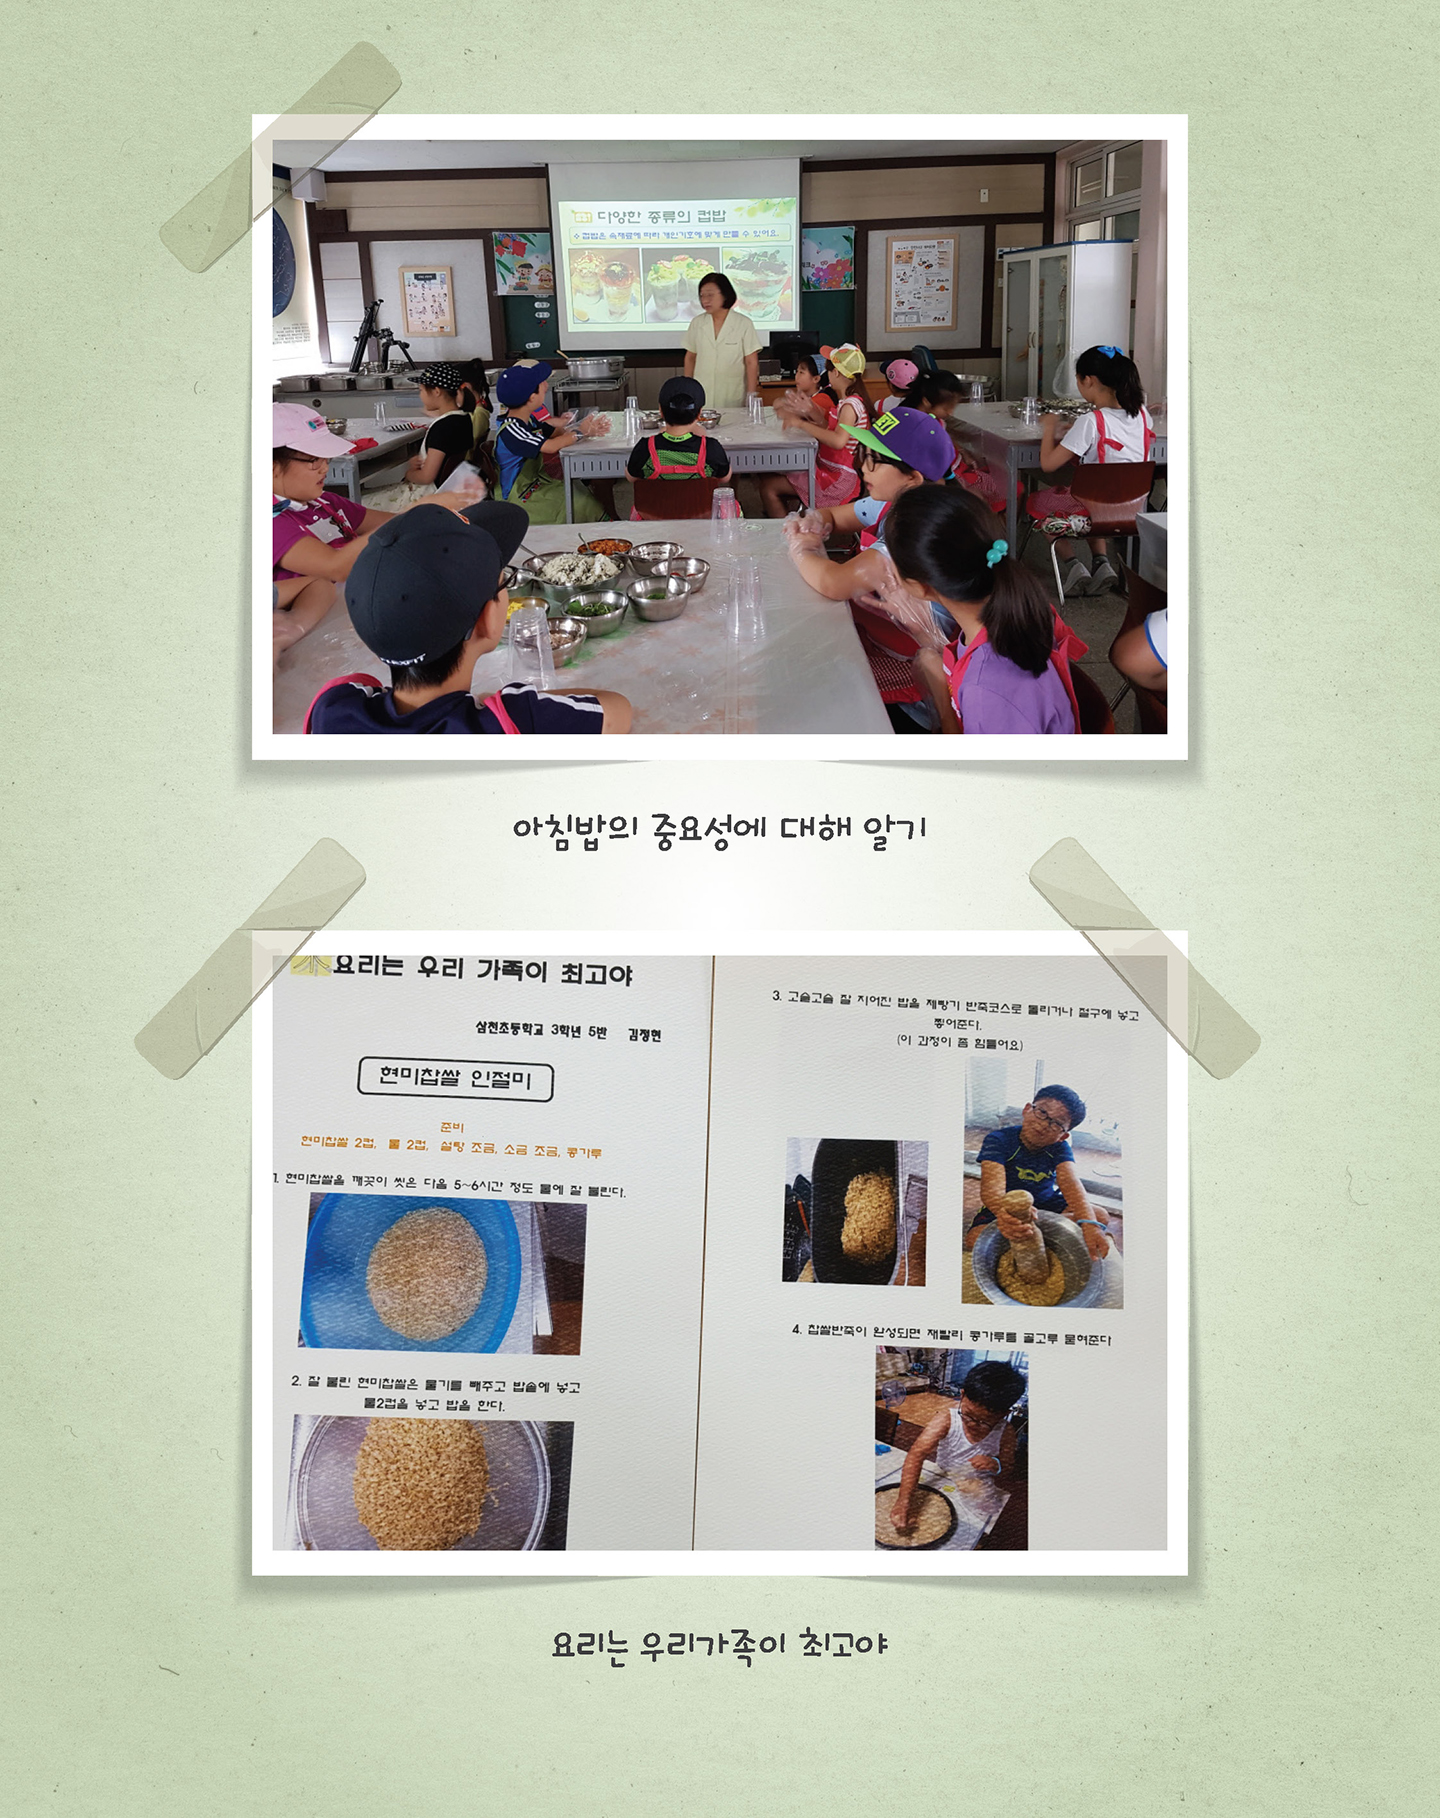 다양한 종류의 컵밥
컵밥은 속재료에 따라 개인기호에 맞게 만들 수 있어요.
아침밥의 중요성에 대해 알기
요리는 우리 가족이 최고야
삼천초등학교 3학년 5반 김정현
현미찹쌀 인절미
준비
현미찹쌀 2컵, 물 2컵, 설탕 조금, 소금 조금, 콩가루
1. 현미찹쌀을 깨끗이 씻은 다음 5~6시간 정도 물에 잘 불린다.
2. 잘 불린 현미찹쌀은 물기를 빼주고 밥솥에 넣고
물2컵을 넣고 밥을 한다.
3. 고슬고슬 잘 지어진 밥을 제빵기 반죽코스로 돌리거나 절구에 넣고
찧어준다.
(이 과정이 좀 힘들어요)
4. 찹쌀반죽이 완성되면 재빨리 콩가루를 골고루 묻혀준다
요리는 우리가족이 최고야